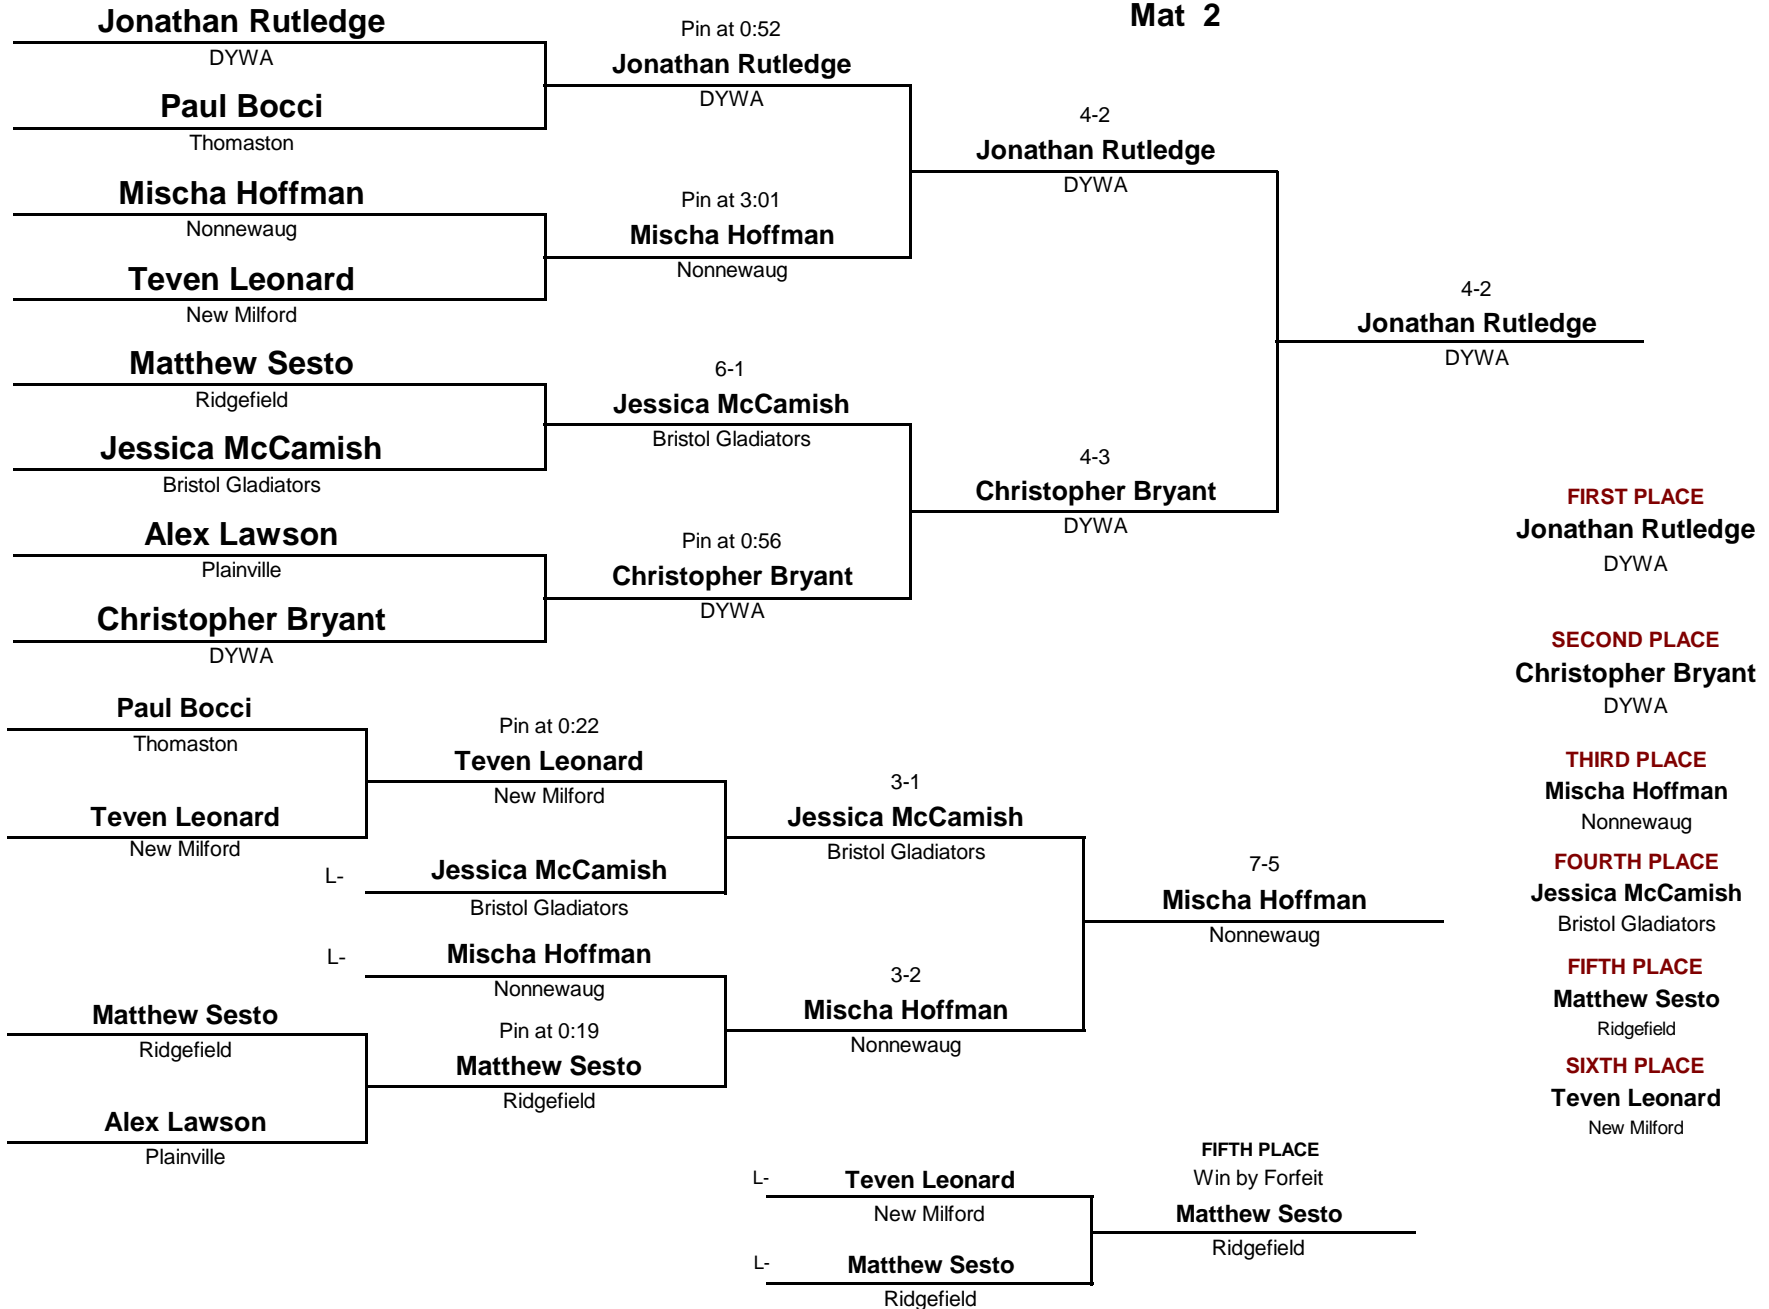 Mat 2
Jonathan Rutledge
DYWA
Paul Bocci
Thomaston
Mischa Hoffman
Nonnewaug
Teven Leonard
New Milford
Matthew Sesto
Ridgefield
Jessica McCamish
Bristol Gladiators
Alex Lawson
Plainville
Christopher Bryant
DYWA
Pin at 0:52
Jonathan Rutledge
DYWA
Pin at 3:01
Mischa Hoffman
Nonnewaug
6-1
Jessica McCamish
Bristol Gladiators
Pin at 0:56
Christopher Bryant
DYWA
4-2
Jonathan Rutledge
DYWA
4-3
Christopher Bryant
DYWA
4-2
Jonathan Rutledge
DYWA
Paul Bocci
Thomaston
Teven Leonard
New Milford
Matthew Sesto
Ridgefield
Alex Lawson
Plainville
Pin at 0:22
Teven Leonard
New Milford
L-
Jessica McCamish
Bristol Gladiators
L-
Mischa Hoffman
Nonnewaug
Pin at 0:19
Matthew Sesto
Ridgefield
3-1
Jessica McCamish
Bristol Gladiators
3-2
Mischa Hoffman
Nonnewaug
7-5
Mischa Hoffman
Nonnewaug
L-
Teven Leonard
New Milford
L-
Matthew Sesto
Ridgefield
FIFTH PLACE
Win by Forfeit
Matthew Sesto
Ridgefield
FIRST PLACE
Jonathan Rutledge
DYWA
SECOND PLACE
Christopher Bryant
DYWA
THIRD PLACE
Mischa Hoffman
Nonnewaug
FOURTH PLACE
Jessica McCamish
Bristol Gladiators
FIFTH PLACE
Matthew Sesto
Ridgefield
SIXTH PLACE
Teven Leonard
New Milford